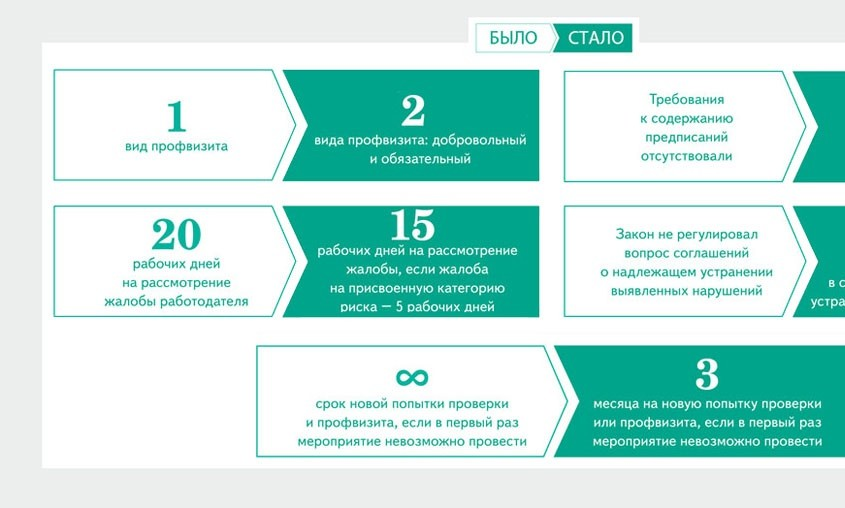 БЫЛО СТАЛО
1
вид профвизита
2
вида профвизита: добровольный
и обязательный
Требования
к содержанию
предписаний
отсутствовали
20
рабочих дней
на рассмотрение
жалобы работодателя
15
рабочих дней на рассмотрение
жалобы, если жалоба
на присвоенную категорию
риска — 5 рабочих дней
Закон не регулировал
вопрос соглашений
о надлежащем устранении
выявленных нарушений
в с
устра
∞
срок новой попытки проверки
и профвизита, если в первый раз
мероприятие невозможно провести
3
месяца на новую попытку проверки
или профвизита, если в первый раз
мероприятие невозможно провести